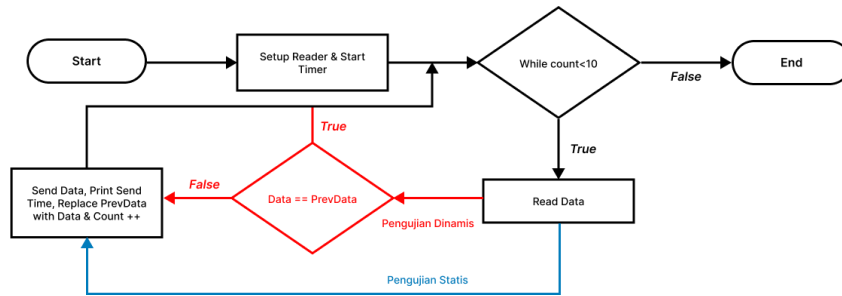 Start
Setup Reader & Start
Timer
While count<10
False
End
True
True
False
Send Data, Print Send
Time, Replace PrevData
with Data & Count ++
Data == PrevData
Read Data
Pengujian Dinamis
Pengujian Statis